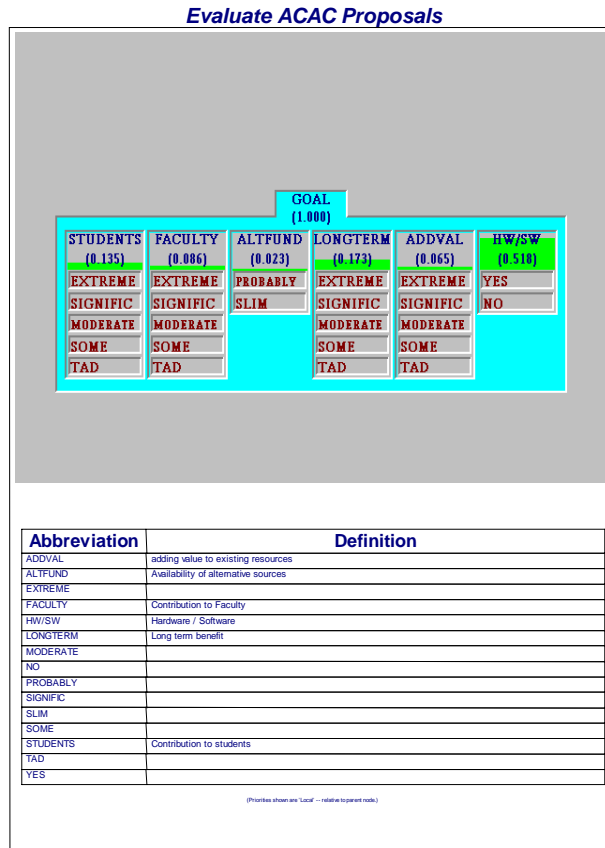 Evaluate ACAC Proposals
GOAL
(1.000)
STUDENTS FACULTY ALTFUND LONGTERM ADDVAL HW/SW
(0.135) (0.086) (0.023) (0.173) (0.065) (0.518)
EXTREME EXTREME PROBABLY EXTREME EXTREME YES
SIGNIFIC SIGNIFIC SLIM SIGNIFIC SIGNIFIC NO
MODERATE MODERATE MODERATE MODERATE
SOME SOME SOME SOME
TAD TAD TAD TAD
Abbreviation Definition
ADDVAL adding value to existing resources
ALTFUND Availability of alternative sources
EXTREME
FACULTY Contribution to Faculty
HW/SW Hardware / Software
LONGTERM Long term benefit
MODERATE
NO
PROBABLY
SIGNIFIC
SLIM
SOME
STUDENTS Contribution to students
TAD
YES
(Priorities shown are 'Local' -- relative to parent node.)